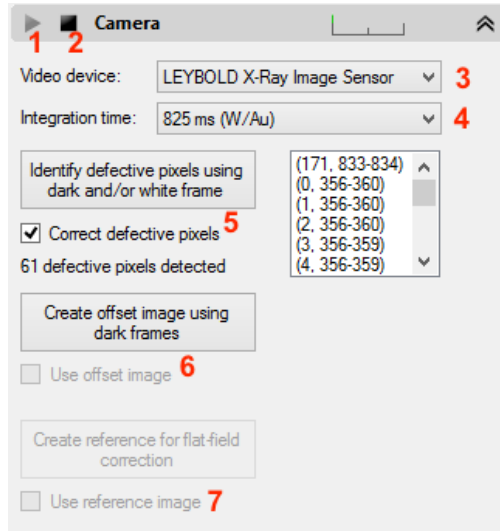 Camera
1 2
Video device: LEYBOLD X-Ray Image Sensor 3
Integration time: 825 ms (W/Au) 4
Identify defective pixels using
dark and/or white frame
5
Correct defective pixels
61 defective pixels detected
(171, 833-834)
(0, 356-360)
(1, 356-360)
(2, 356-360)
(3, 356-359)
(4, 356-359)
Create offset image using
dark frames
Use offset image 6
Create reference for flat-field
correction
Use reference image 7